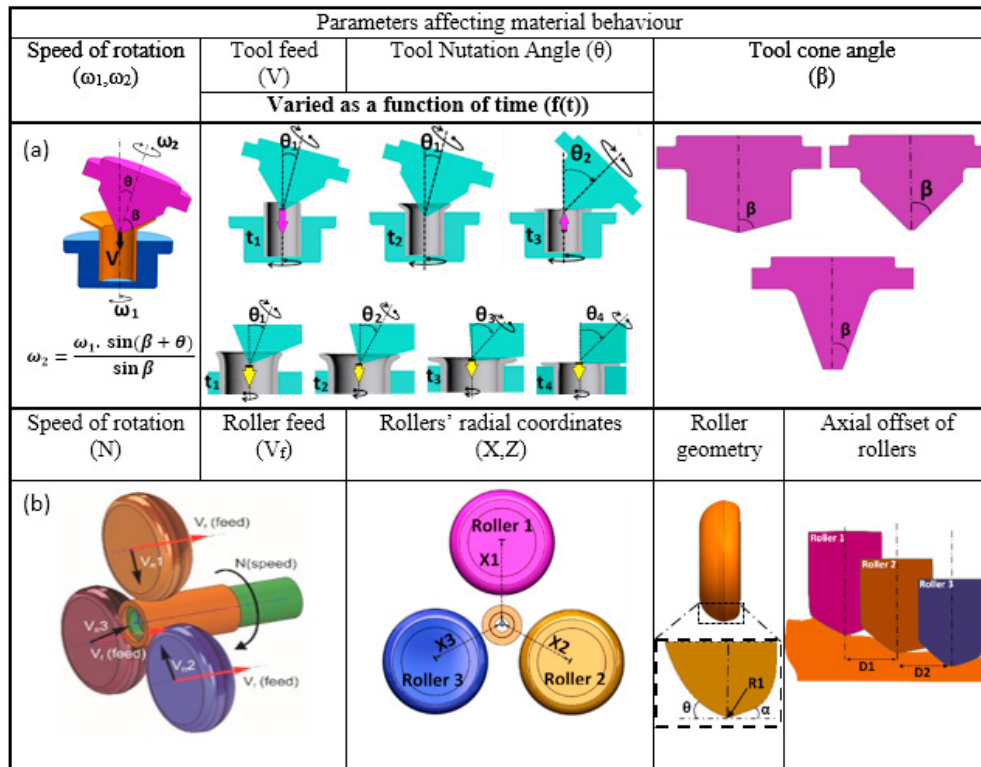 Parameters affecting material behaviour
Speed of rotation
(ω₁,ω₂)
Tool feed
(V)
Tool Nutation Angle (θ)
Tool cone angle
(β)
Varied as a function of time (f(t))
(a)
ω₂
θ
β
V
ω₁
ω₂ = ω₁. sin(β + θ) / sin β
θ₁
t₁
θ₁
t₂
θ₂
t₃
θ₁
t₁
θ₂
t₂
θ₃
t₃
θ₄
t₄
β
β
β
Speed of rotation
(N)
Roller feed
(V_f)
Rollers’ radial coordinates
(X,Z)
Roller
geometry
Axial offset of
rollers
(b)
(feed)
1
N(speed)
3
(feed)
2
(feed)
Roller 1
X1
X3
X2
Roller 3
Roller 2
R1
θ
α
Roller 1
Roller 2
Roller 3
D1
D2